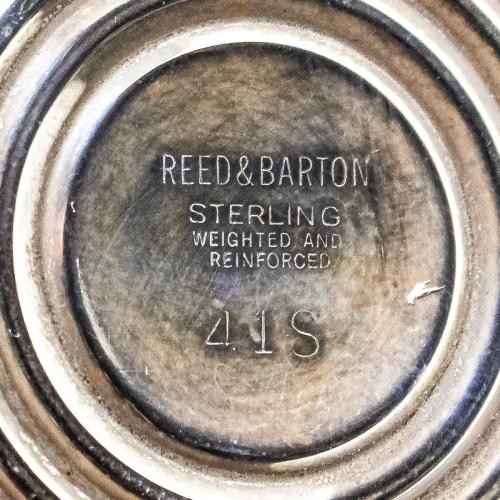 REED&BARTON
STERLING
WEIGHTED AND
REINFORCED
41S